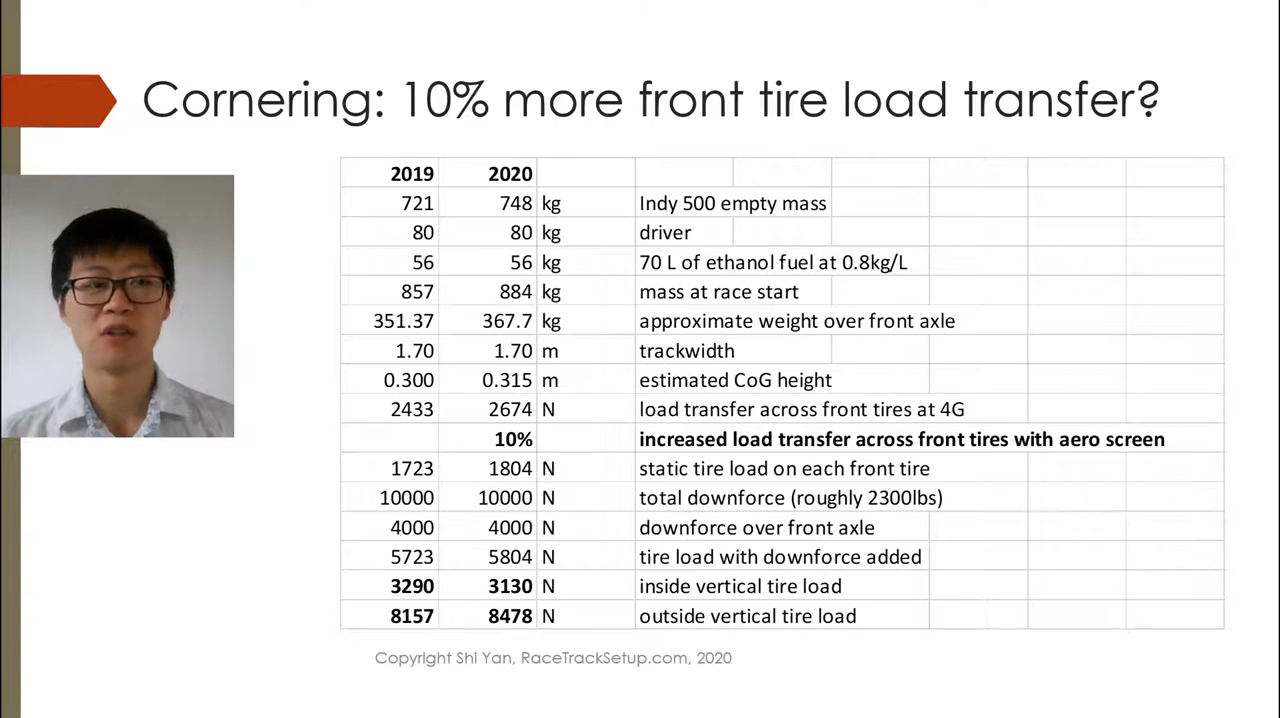 Cornering: 10% more front tire load transfer?
2019 2020
721 748 kg Indy 500 empty mass
80 80 kg driver
56 56 kg 70 L of ethanol fuel at 0.8kg/L
857 884 kg mass at race start
351.37 367.7 kg approximate weight over front axle
1.70 1.70 m trackwidth
0.300 0.315 m estimated CoG height
2433 2674 N load transfer across front tires at 4G
10% increased load transfer across front tires with aero screen
1723 1804 N static tire load on each front tire
10000 10000 N total downforce (roughly 2300lbs)
4000 4000 N downforce over front axle
5723 5804 N tire load with downforce added
3290 3130 N inside vertical tire load
8157 8478 N outside vertical tire load
Copyright Shi Yan, RaceTrackSetup.com, 2020